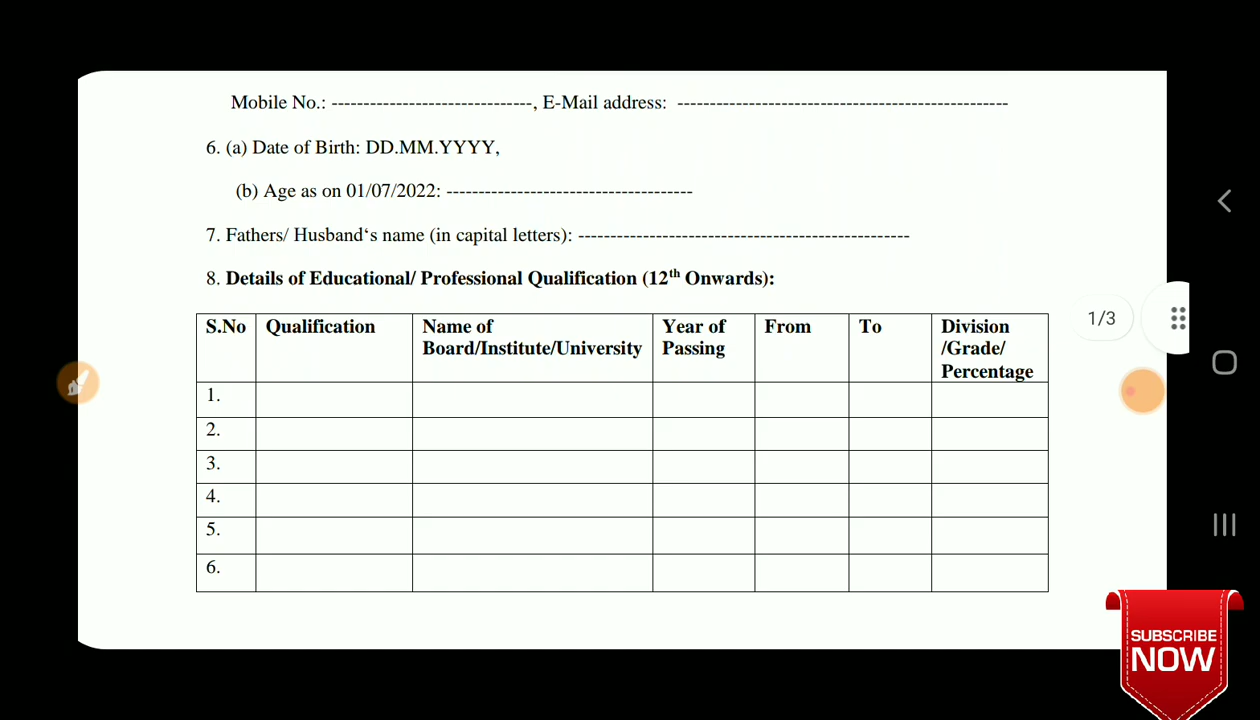 Mobile No.: -------------------------------, E-Mail address: ---------------------------------------------------
6. (a) Date of Birth: DD.MM.YYYY,
(b) Age as on 01/07/2022: --------------------------------------
7. Fathers/ Husband‘s name (in capital letters): ---------------------------------------------------
8. Details of Educational/ Professional Qualification (12th Onwards):
S.No Qualification Name of Board/Institute/University Year of Passing From To Division /Grade/ Percentage
1.
2.
3.
4.
5.
6.
1/3
SUBSCRIBE
NOW